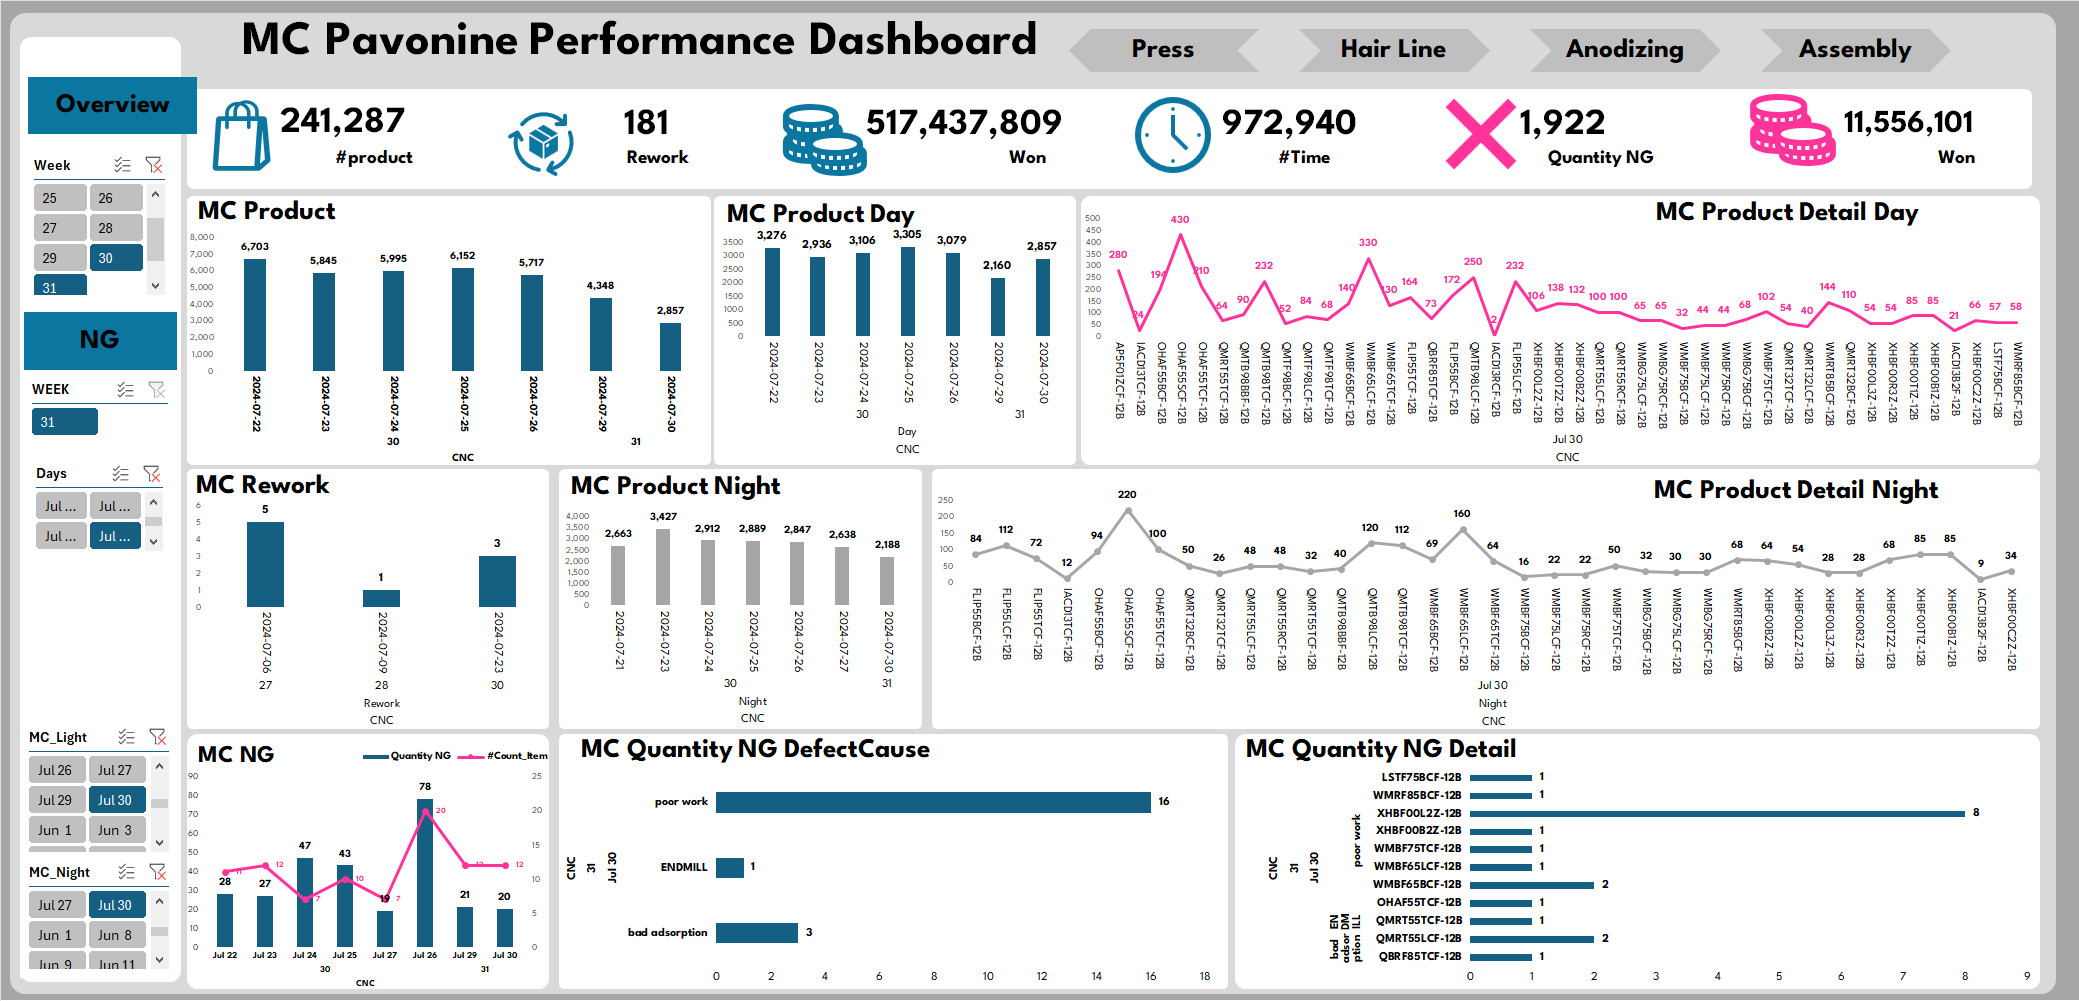 MC Pavonine Performance Dashboard
Press
Hair Line
Anodizing
Assembly
Overview
241,287
#product
181
Rework
517,437,809
Won
972,940
#Time
1,922
Quantity NG
11,556,101
Won
Week
25 26
27 28
29 30
31
NG
WEEK
31
Days
Jul ... Jul ...
Jul ... Jul ...
MC_Light
Jul 26 Jul 27
Jul 29 Jul 30
Jun 1 Jun 3
MC_Night
Jul 27 Jul 30
Jun 1 Jun 8
Jun 9 Jun 11
MC Product
8,000
7,000
6,000
5,000
4,000
3,000
2,000
1,000
0
6,703 5,845 5,995 6,152 5,717 4,348 2,857
2024-07-22 2024-07-23 2024-07-24 2024-07-25 2024-07-26 2024-07-29 2024-07-30
30 31
CNC
MC Product Day
3500
3000
2500
2000
1500
1000
500
0
3,276 2,936 3,106 3,305 3,079 2,160 2,857
2024-07-22 2024-07-23 2024-07-24 2024-07-25 2024-07-26 2024-07-29 2024-07-30
30 31
Day
CNC
MC Product Detail Day
500
450
400
350
300
250
200
150
100
50
0
280 24 194 430 210 64 90 232 52 84 68 140 330 130 164 73 172 250 2 232 106 138 132 100 100 65 65 32 44 44 68 102 54 40 144 110 54 54 85 85 21 66 57 58
AP5F01ZCF-12B IACD13TCF-12B OHAF55BCF-12B OHAF55SCF-12B OHAF55TCF-12B QMRT55TCF-12B QMTB98BBF-12B QMTB98TCF-12B QMTF98BCF-12B QMTF98LCF-12B QMTF98TCF-12B WMBF65BCF-12B WMBF65LCF-12B WMBF65TCF-12B FLIP55TCF-12B QBRF85TCF-12B FLIP55BCF-12B QMTB98LCF-12B IACD13RCF-12B FLIP55LCF-12B XHBF00L2Z-12B XHBF00T2Z-12B XHBF00B2Z-12B QMRT55LCF-12B QMRT55RCF-12B WMBG75LCF-12B WMBG75RCF-12B WMBF75BCF-12B WMBF75LCF-12B WMBF75RCF-12B WMBG75BCF-12B WMBF75TCF-12B QMRT32TCF-12B QMRT32LCF-12B WMRT85BCF-12B QMRT32BCF-12B XHBF00L3Z-12B XHBF00R3Z-12B XHBF00T1Z-12B XHBF00B1Z-12B IACD13B2F-12B XHBF00C2Z-12B LSTF75BCF-12B WMRF85BCF-12B
Jul 30
CNC
MC Rework
6
5
4
3
2
1
0
5 1 3
2024-07-06 2024-07-09 2024-07-23
27 28 30
Rework
CNC
MC Product Night
4,000
3,500
3,000
2,500
2,000
1,500
1,000
500
0
2,663 3,427 2,912 2,889 2,847 2,638 2,188
2024-07-21 2024-07-23 2024-07-24 2024-07-25 2024-07-26 2024-07-27 2024-07-30
30 31
Night
CNC
MC Product Detail Night
250
200
150
100
50
0
84 112 72 12 94 220 100 50 26 48 48 32 40 120 112 69 160 64 16 22 22 50 32 30 30 68 64 54 28 28 68 85 85 9 34
FLIP55BCF-12B FLIP55LCF-12B FLIP55TCF-12B IACD13TCF-12B OHAF55BCF-12B OHAF55SCF-12B OHAF55TCF-12B QMRT32BCF-12B QMRT32TCF-12B QMRT55LCF-12B QMRT55RCF-12B QMRT55TCF-12B QMTB98BBF-12B QMTB98LCF-12B QMTB98TCF-12B WMBF65BCF-12B WMBF65LCF-12B WMBF65TCF-12B WMBF75BCF-12B WMBF75LCF-12B WMBF75RCF-12B WMBF75TCF-12B WMBG75BCF-12B WMBG75LCF-12B WMBG75RCF-12B WMRT85BCF-12B XHBF00B2Z-12B XHBF00L2Z-12B XHBF00L3Z-12B XHBF00R3Z-12B XHBF00T2Z-12B XHBF00T1Z-12B XHBF00B1Z-12B IACD13B2F-12B XHBF00C2Z-12B
Jul 30
Night
CNC
MC NG
Quantity NG #Count_Item
90
80
70
60
50
40
30
20
10
0
25
20
15
10
5
0
28 27 47 43 19 78 21 20
11 12 7 10 7 20 12 12
Jul 22 Jul 23 Jul 24 Jul 25 Jul 27 Jul 26 Jul 29 Jul 30
30 31
CNC
MC Quantity NG DefectCause
CNC
31
Jul 30
poor work 16
ENDMILL 1
bad adsorption 3
0 2 4 6 8 10 12 14 16 18
MC Quantity NG Detail
CNC
31
Jul 30
poor work
EN DM ILL
bad adsor ption
LSTF75BCF-12B 1
WMRF85BCF-12B 1
XHBF00L2Z-12B 8
XHBF00B2Z-12B 1
WMBF75TCF-12B 1
WMBF65LCF-12B 1
WMBF65BCF-12B 2
OHAF55TCF-12B 1
QMRT55TCF-12B 1
QMRT55LCF-12B 2
QBRF85TCF-12B 1
0 1 2 3 4 5 6 7 8 9